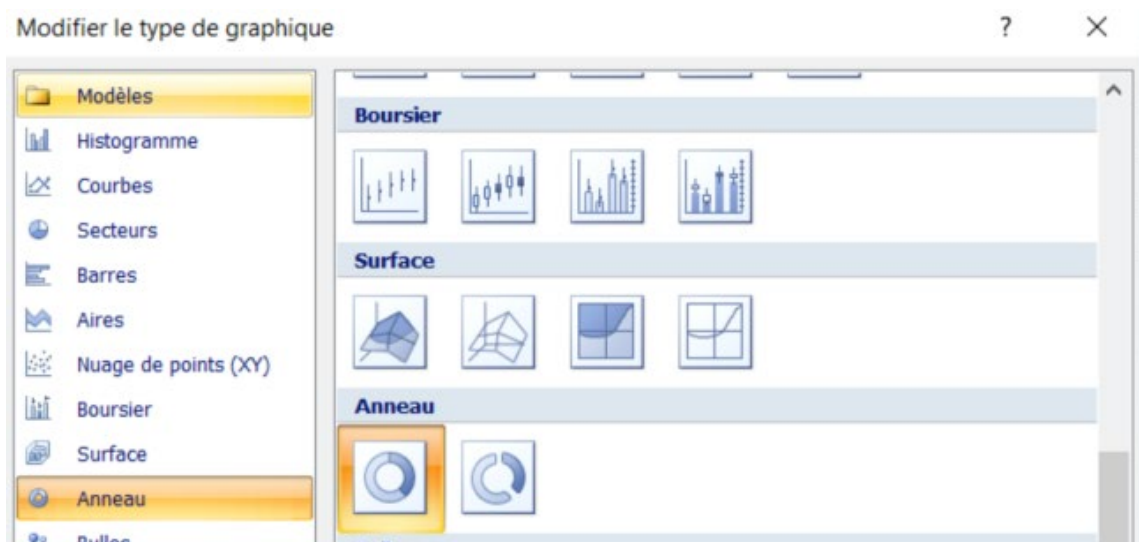 Modifier le type de graphique ? ×
Modèles
Histogramme
Courbes
Secteurs
Barres
Aires
Nuage de points (XY)
Boursier
Surface
Anneau
Bulles
Boursier
Surface
Anneau